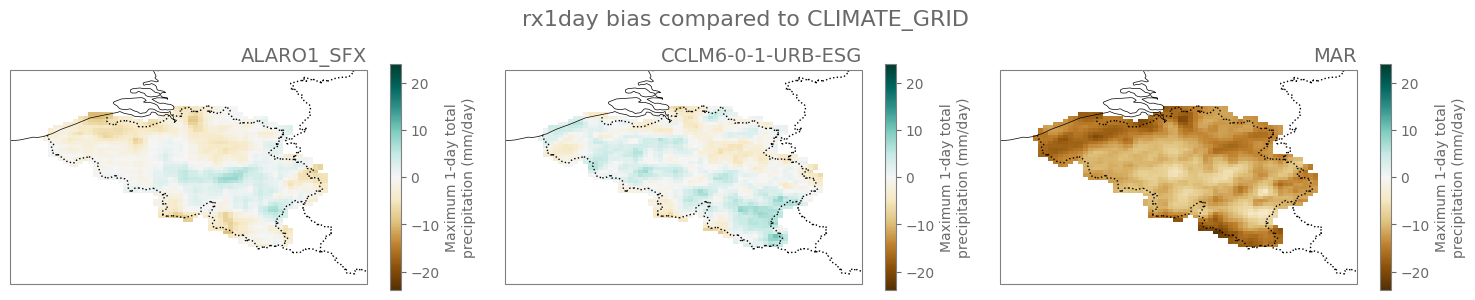 rx1day bias compared to CLIMATE_GRID
ALARO1_SFX
20
10
0
−10
−20
Maximum 1-day total
precipitation (mm/day)
CCLM6-0-1-URB-ESG
20
10
0
−10
−20
Maximum 1-day total
precipitation (mm/day)
MAR
20
10
0
−10
−20
Maximum 1-day total
precipitation (mm/day)